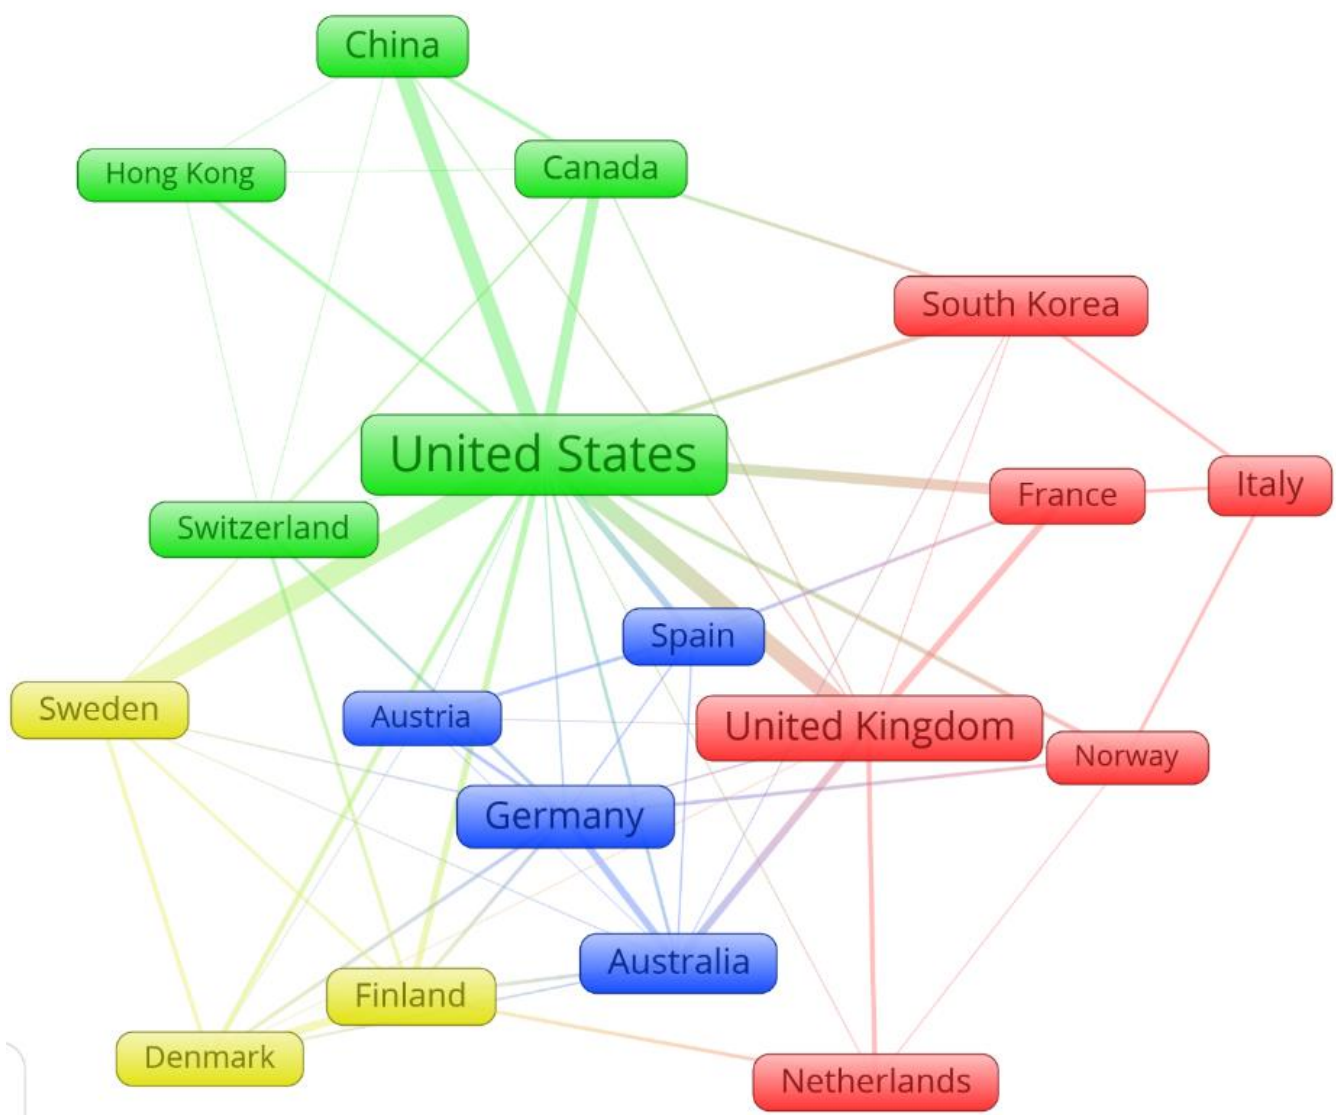 China
Hong Kong
Canada
South Korea
United States
France
Italy
Switzerland
Spain
Sweden
Austria
United Kingdom
Norway
Germany
Australia
Finland
Denmark
Netherlands